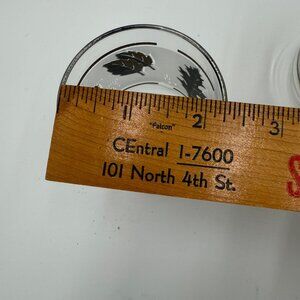 1 2 3
"Falcon"
CEntral 1-7600
101 North 4th St.
S